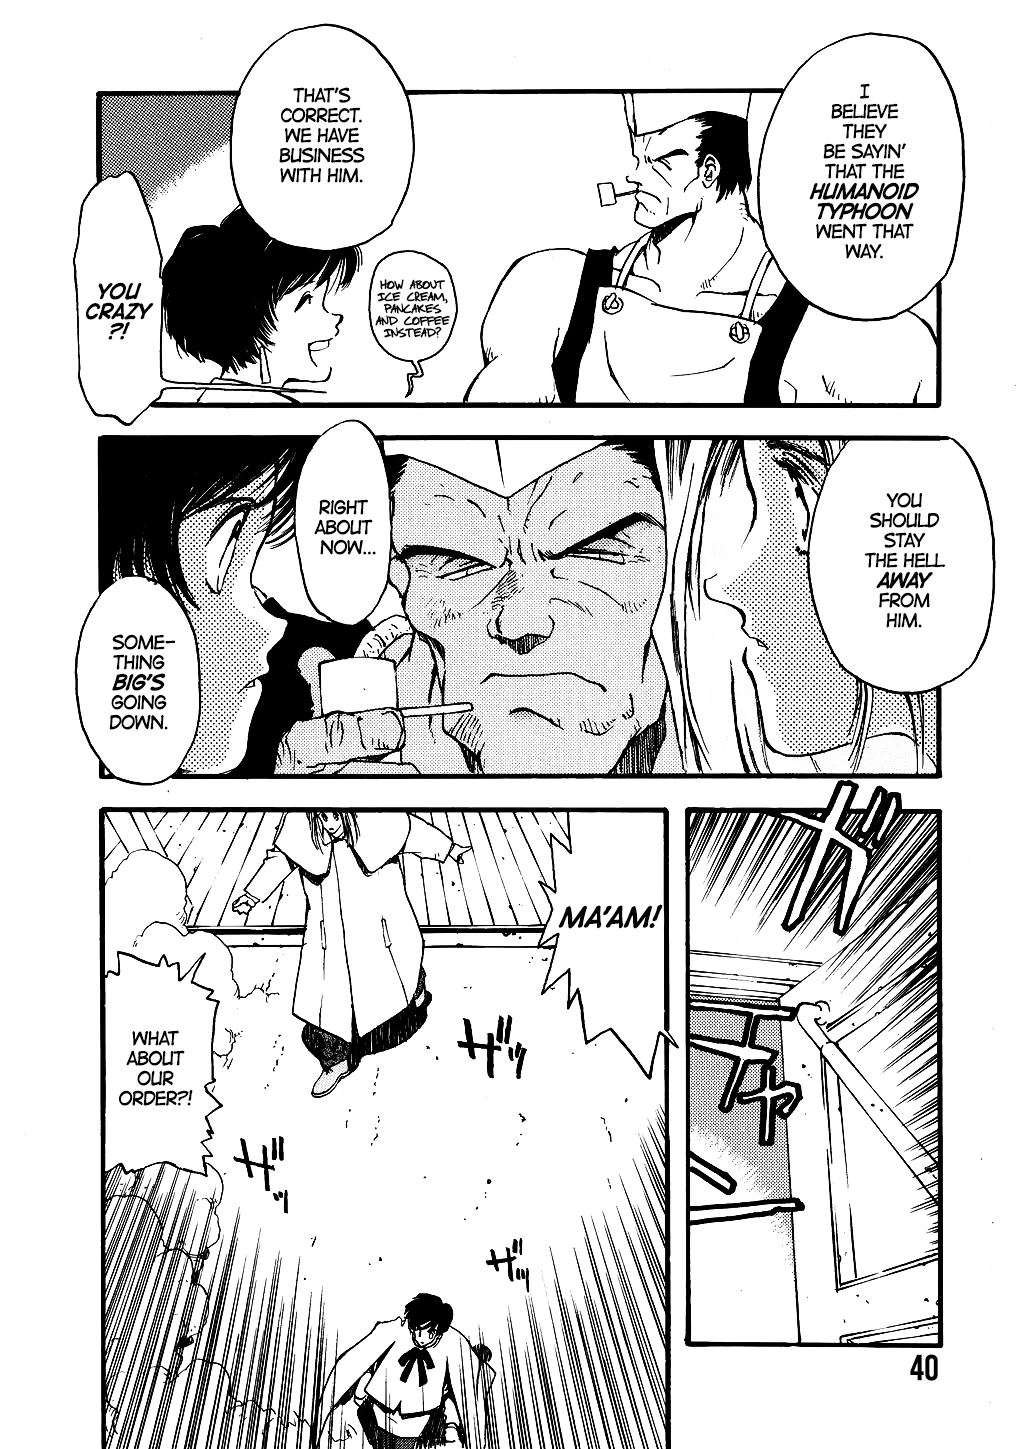 I
BELIEVE
THEY
BE SAYIN'
THAT THE
HUMANOID
TYPHOON
WENT THAT
WAY.
THAT'S
CORRECT.
WE HAVE
BUSINESS
WITH HIM.
HOW ABOUT
ICE CREAM,
PANCAKES
AND COFFEE
INSTEAD?
YOU
CRAZY
?!
YOU
SHOULD
STAY
THE HELL
AWAY
FROM
HIM.
RIGHT
ABOUT
NOW...
SOME–
THING
BIG'S
GOING
DOWN.
ガ
チャ
MA'AM!
WHAT
ABOUT
OUR
ORDER?!
ザッ
ザッ
ザッ
40